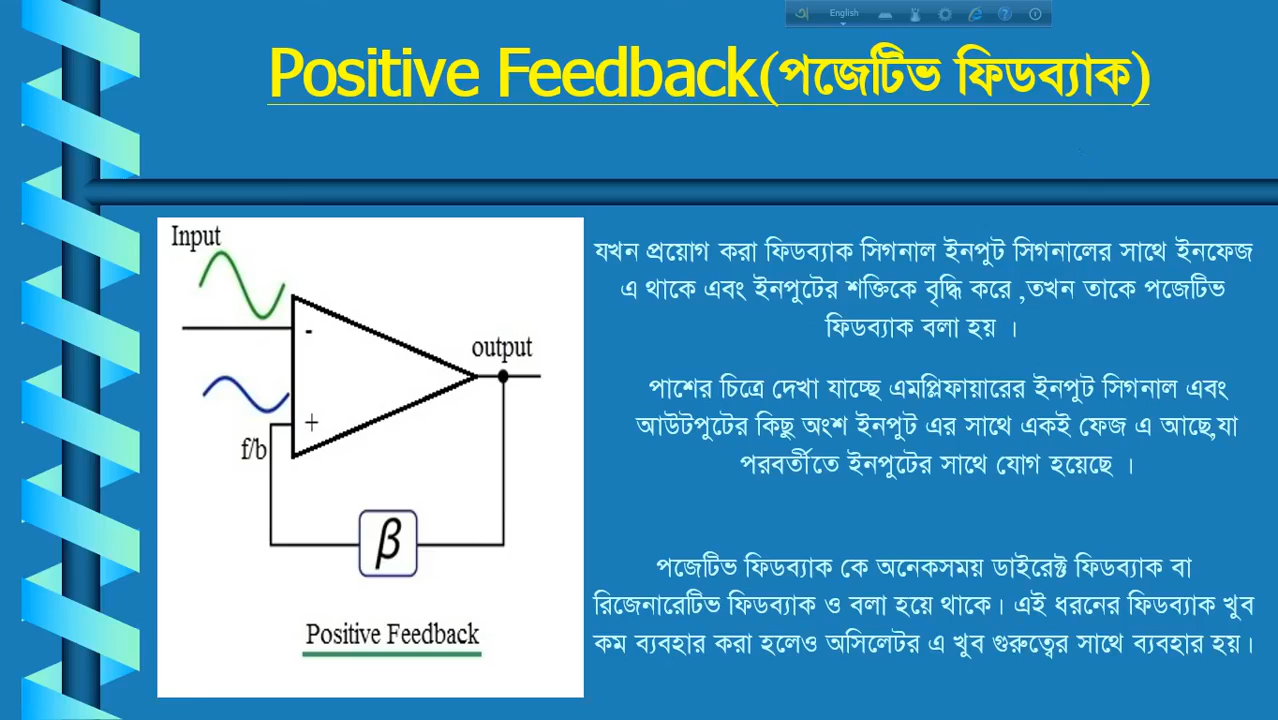 English
Positive Feedback(পজেটিভ ফিডব্যাক)
Input
-
output
+
f/b
β
Positive Feedback
যখন প্রয়োগ করা ফিডব্যাক সিগনাল ইনপুট সিগনালের সাথে ইনফেজ
এ থাকে এবং ইনপুটের শক্তিকে বৃদ্ধি করে ,তখন তাকে পজেটিভ
ফিডব্যাক বলা হয় ।
পাশের চিত্রে দেখা যাচ্ছে এমপ্লিফায়ারের ইনপুট সিগনাল এবং
আউটপুটের কিছু অংশ ইনপুট এর সাথে একই ফেজ এ আছে,যা
পরবর্তীতে ইনপুটের সাথে যোগ হয়েছে ।
পজেটিভ ফিডব্যাক কে অনেকসময় ডাইরেক্ট ফিডব্যাক বা
রিজেনারেটিভ ফিডব্যাক ও বলা হয়ে থাকে। এই ধরনের ফিডব্যাক খুব
কম ব্যবহার করা হলেও অসিলেটর এ খুব গুরুত্বের সাথে ব্যবহার হয়।